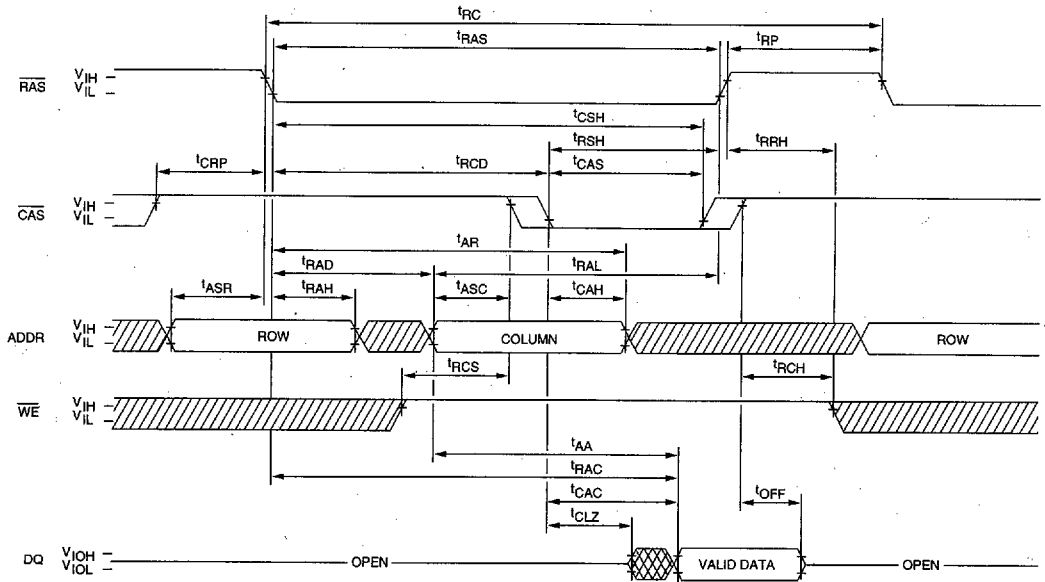 tRC
tRAS
tRP
RAS
VIH
VIL
tCSH
tRSH
tRRH
tCRP
tRCD
tCAS
CAS
VIH
VIL
tAR
tRAD
tRAL
tASR
tRAH
tASC
tCAH
ADDR
VIH
VIL
ROW
COLUMN
ROW
tRCS
tRCH
WE
VIH
VIL
tAA
tRAC
tCAC
tOFF
tCLZ
DQ
VIOH
VIOL
OPEN
VALID DATA
OPEN